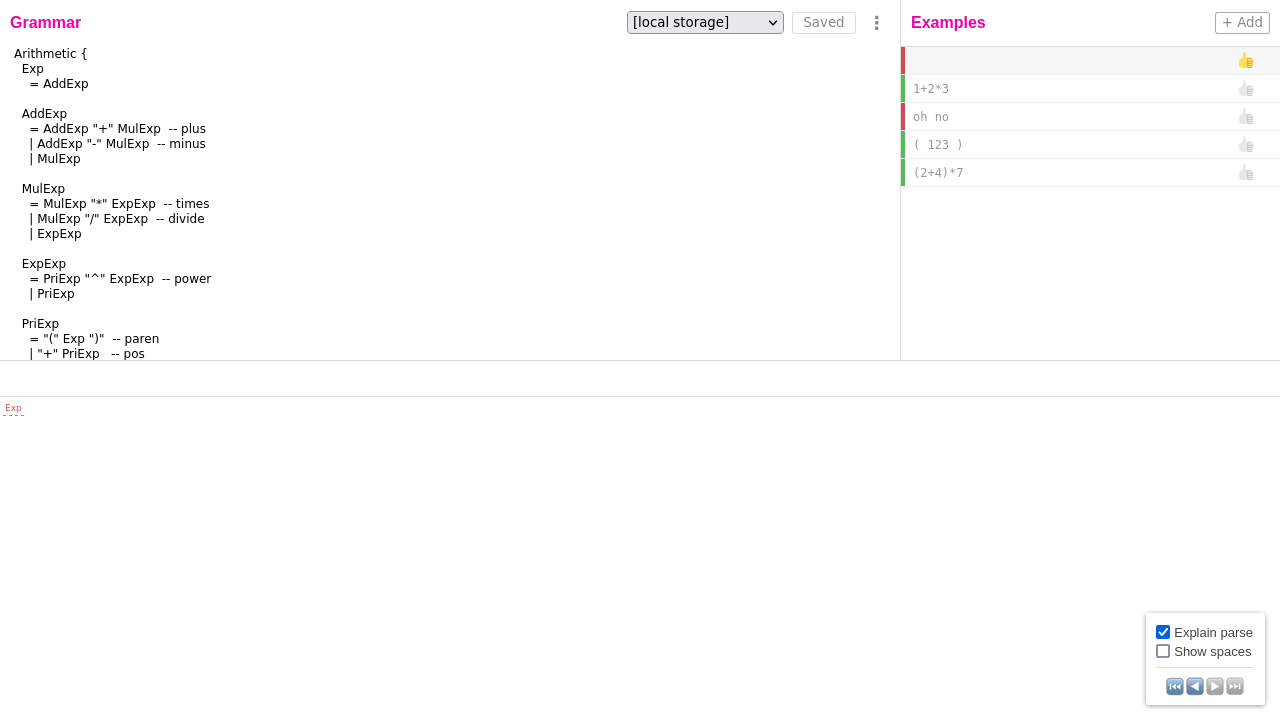 Grammar
[local storage]
Saved
Examples
+ Add
Arithmetic {
Exp
= AddExp
AddExp
= AddExp "+" MulExp -- plus
| AddExp "-" MulExp -- minus
| MulExp
MulExp
= MulExp "*" ExpExp -- times
| MulExp "/" ExpExp -- divide
| ExpExp
ExpExp
= PriExp "^" ExpExp -- power
| PriExp
PriExp
= "(" Exp ")" -- paren
| "+" PriExp -- pos
1+2*3
oh no
( 123 )
(2+4)*7
Exp
Explain parse
Show spaces